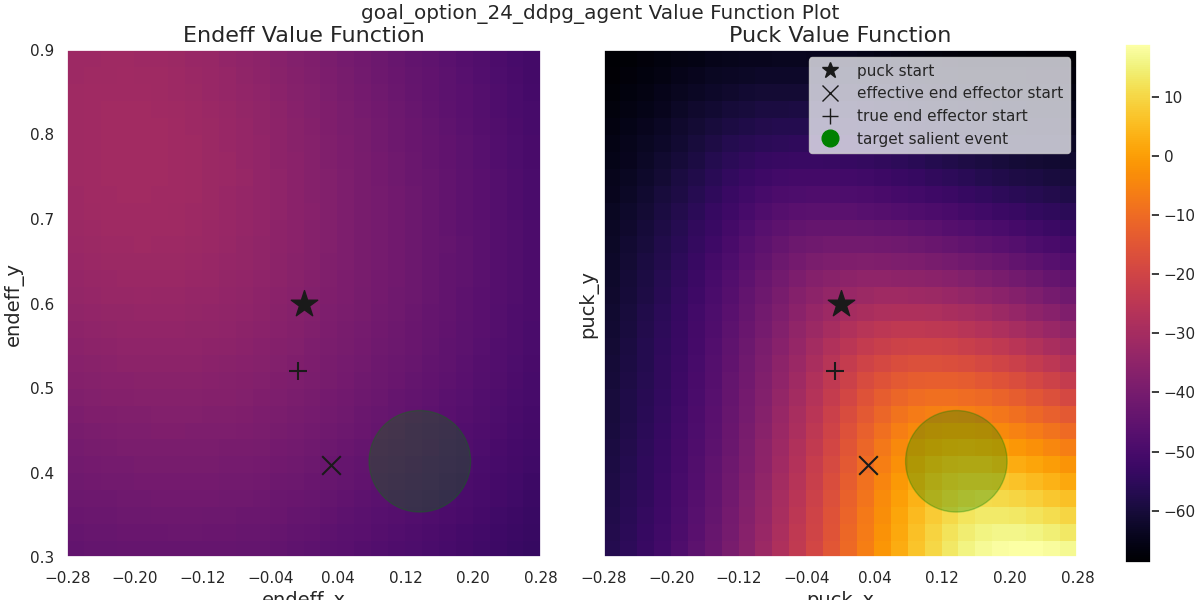 goal_option_24_ddpg_agent Value Function Plot
Endeff Value Function
Puck Value Function
0.9
0.8
0.7
0.6
0.5
0.4
0.3
endeff_y
−0.28 −0.20 −0.12 −0.04 0.04 0.12 0.20 0.28
endeff_x
puck_y
puck start
effective end effector start
true end effector start
target salient event
−0.28 −0.20 −0.12 −0.04 0.04 0.12 0.20 0.28
puck_x
10
0
−10
−20
−30
−40
−50
−60